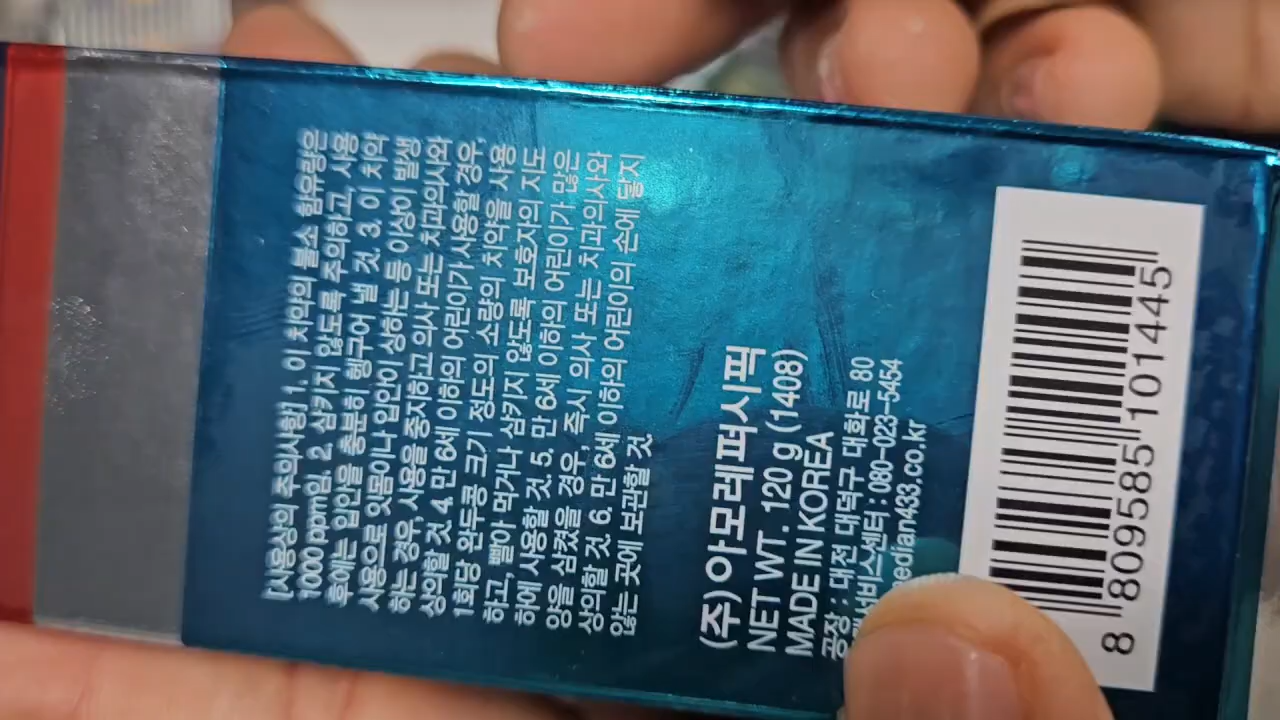 [사용상의 주의사항] 1. 이 치약의 불소 함유량은
1000 ppm임. 2. 삼키지 않도록 주의하고, 사용
후에는 입안을 충분히 헹구어 낼 것. 3. 이 치약
사용으로 잇몸이나 입안이 상하는 등 이상이 발생
하는 경우, 사용을 중지하고 의사 또는 치과의사와
상의할 것 4. 만 6세 이하의 어린이가 사용할 경우,
1회당 완두콩 크기 정도의 소량의 치약을 사용
하고, 빨아 먹거나 삼키지 않도록 보호자의 지도
하에 사용할 것. 5. 만 6세 이하의 어린이가 많은
양을 삼켰을 경우, 즉시 의사 또는 치과의사와
상의할 것. 6. 만 6세 이하의 어린이의 손에 닿지
않는 곳에 보관할 것
(주)아모레퍼시픽
NET WT. 120 g (1408)
MADE IN KOREA
공장 : 대전 대덕구 대화로 80
서비스센터 : 080-023-5454
edian433.co.kr
8 809585 101445